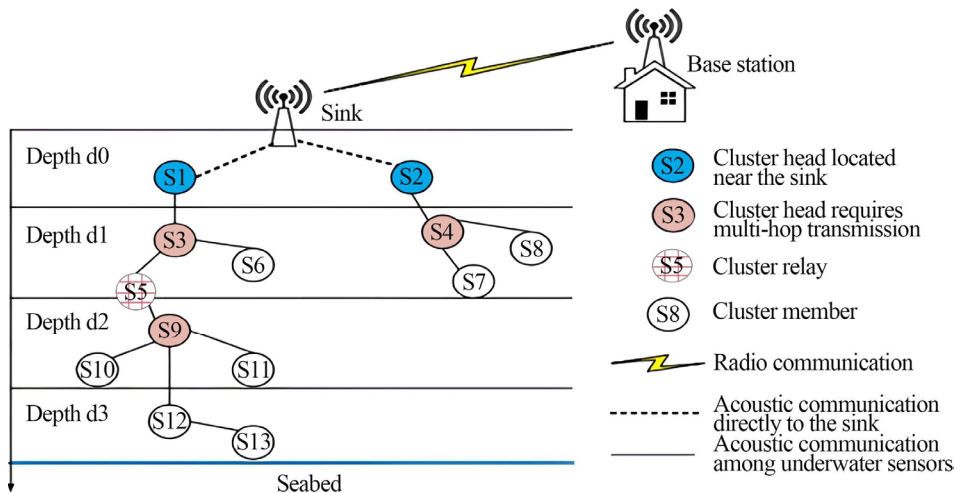 Base station
Sink
Depth d0
S1
S2
S2
Cluster head located
near the sink
Depth d1
S3
S4
S6
S8
S7
S5
S3
Cluster head requires
multi-hop transmission
S5
Cluster relay
Depth d2
S9
S10
S11
S8
Cluster member
Radio communication
Depth d3
S12
S13
Acoustic communication
directly to the sink
Acoustic communication
among underwater sensors
Seabed